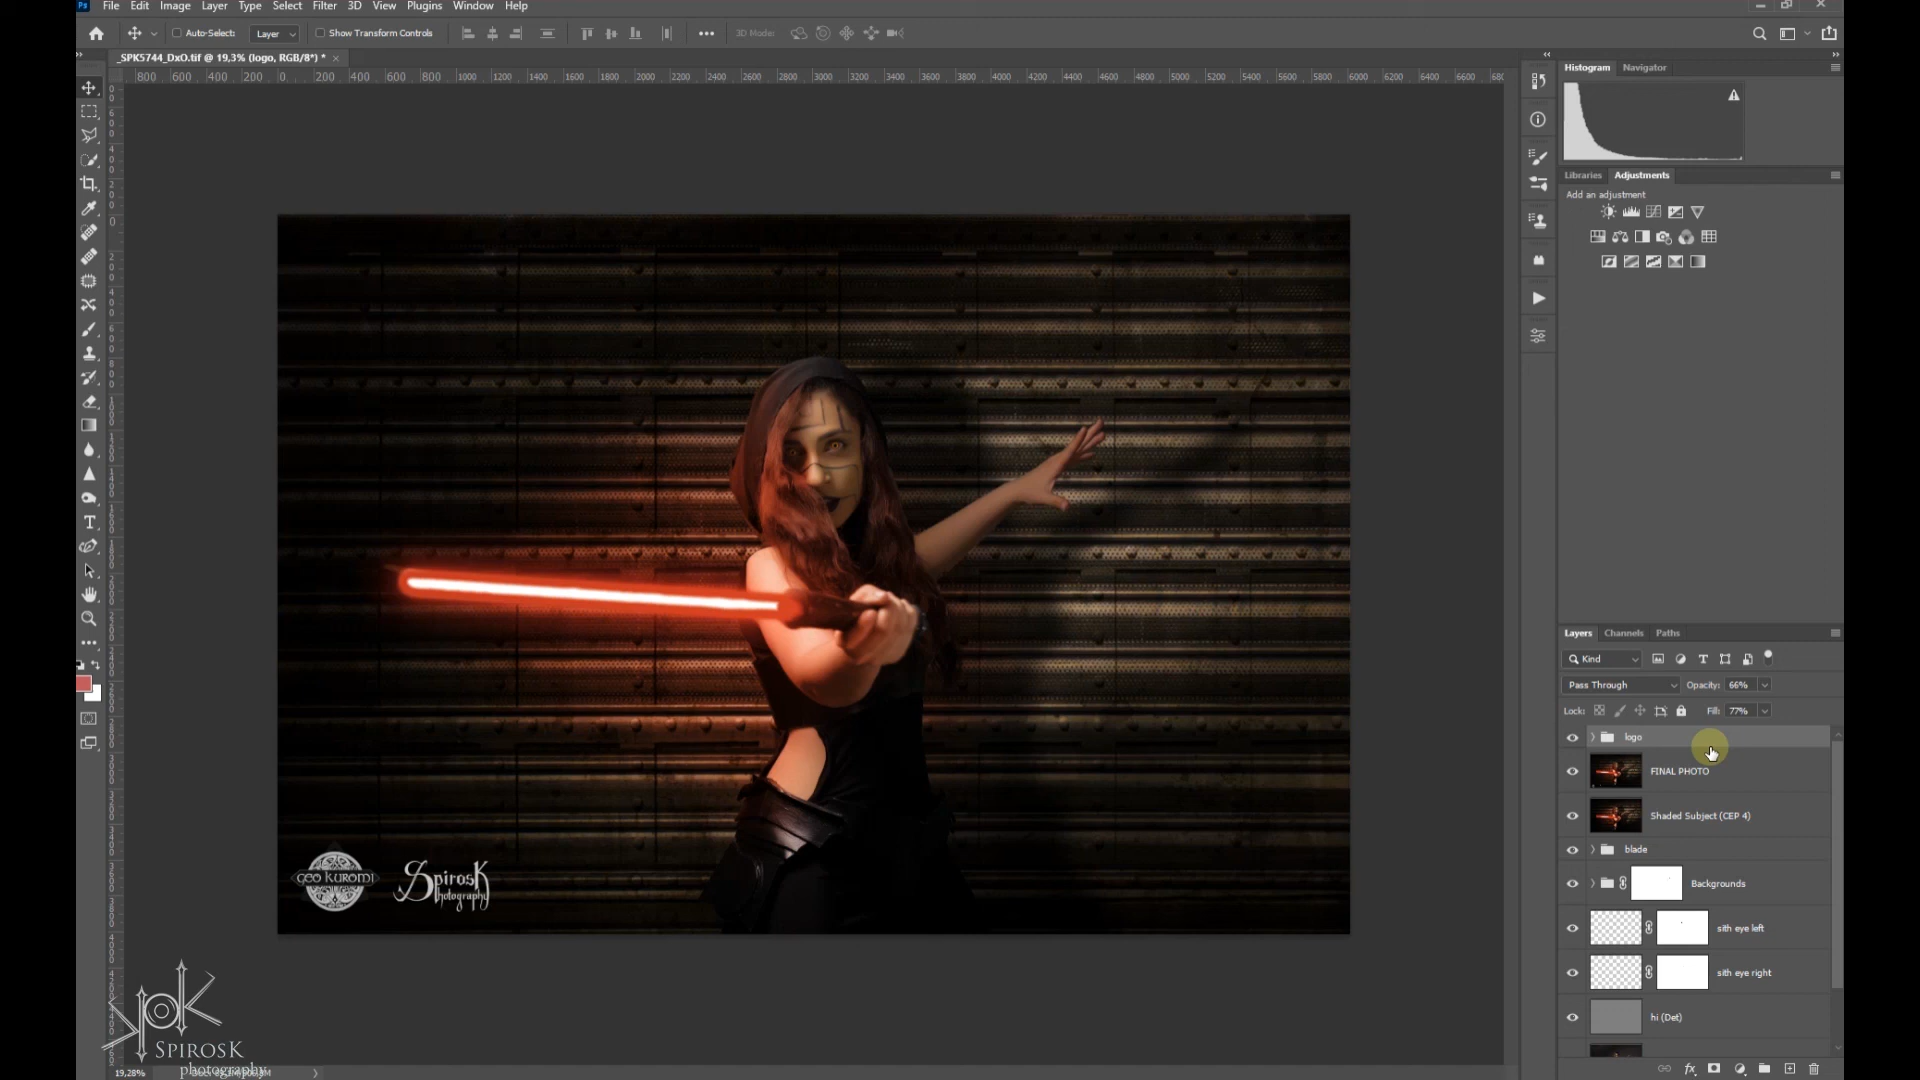 File Edit Image Layer Type Select Filter 3D View Plugins Window Help
Auto-Select: Layer Show Transform Controls 3D Mode:
_SPK5744_DxO.tif @ 19,3% (logo, RGB/8*) *
800 600 400 200 0 200 400 600 800 1000 1200 1400 1600 1800 2000 2200 2400 2600 2800 3000 3200 3400 3600 3800 4000 4200 4400 4600 4800 5000 5200 5400 5600 5800 6000 6200 6400 6600
Histogram Navigator
Libraries Adjustments
Add an adjustment
GEO KUROMI
SpirosK
Photography
Layers Channels Paths
Kind
Pass Through Opacity: 66%
Lock: Fill: 77%
logo
FINAL PHOTO
Shaded Subject (CEP 4)
blade
Backgrounds
sith eye left
sith eye right
hi (Det)
SPK
SPIROSK
photography
19,28%